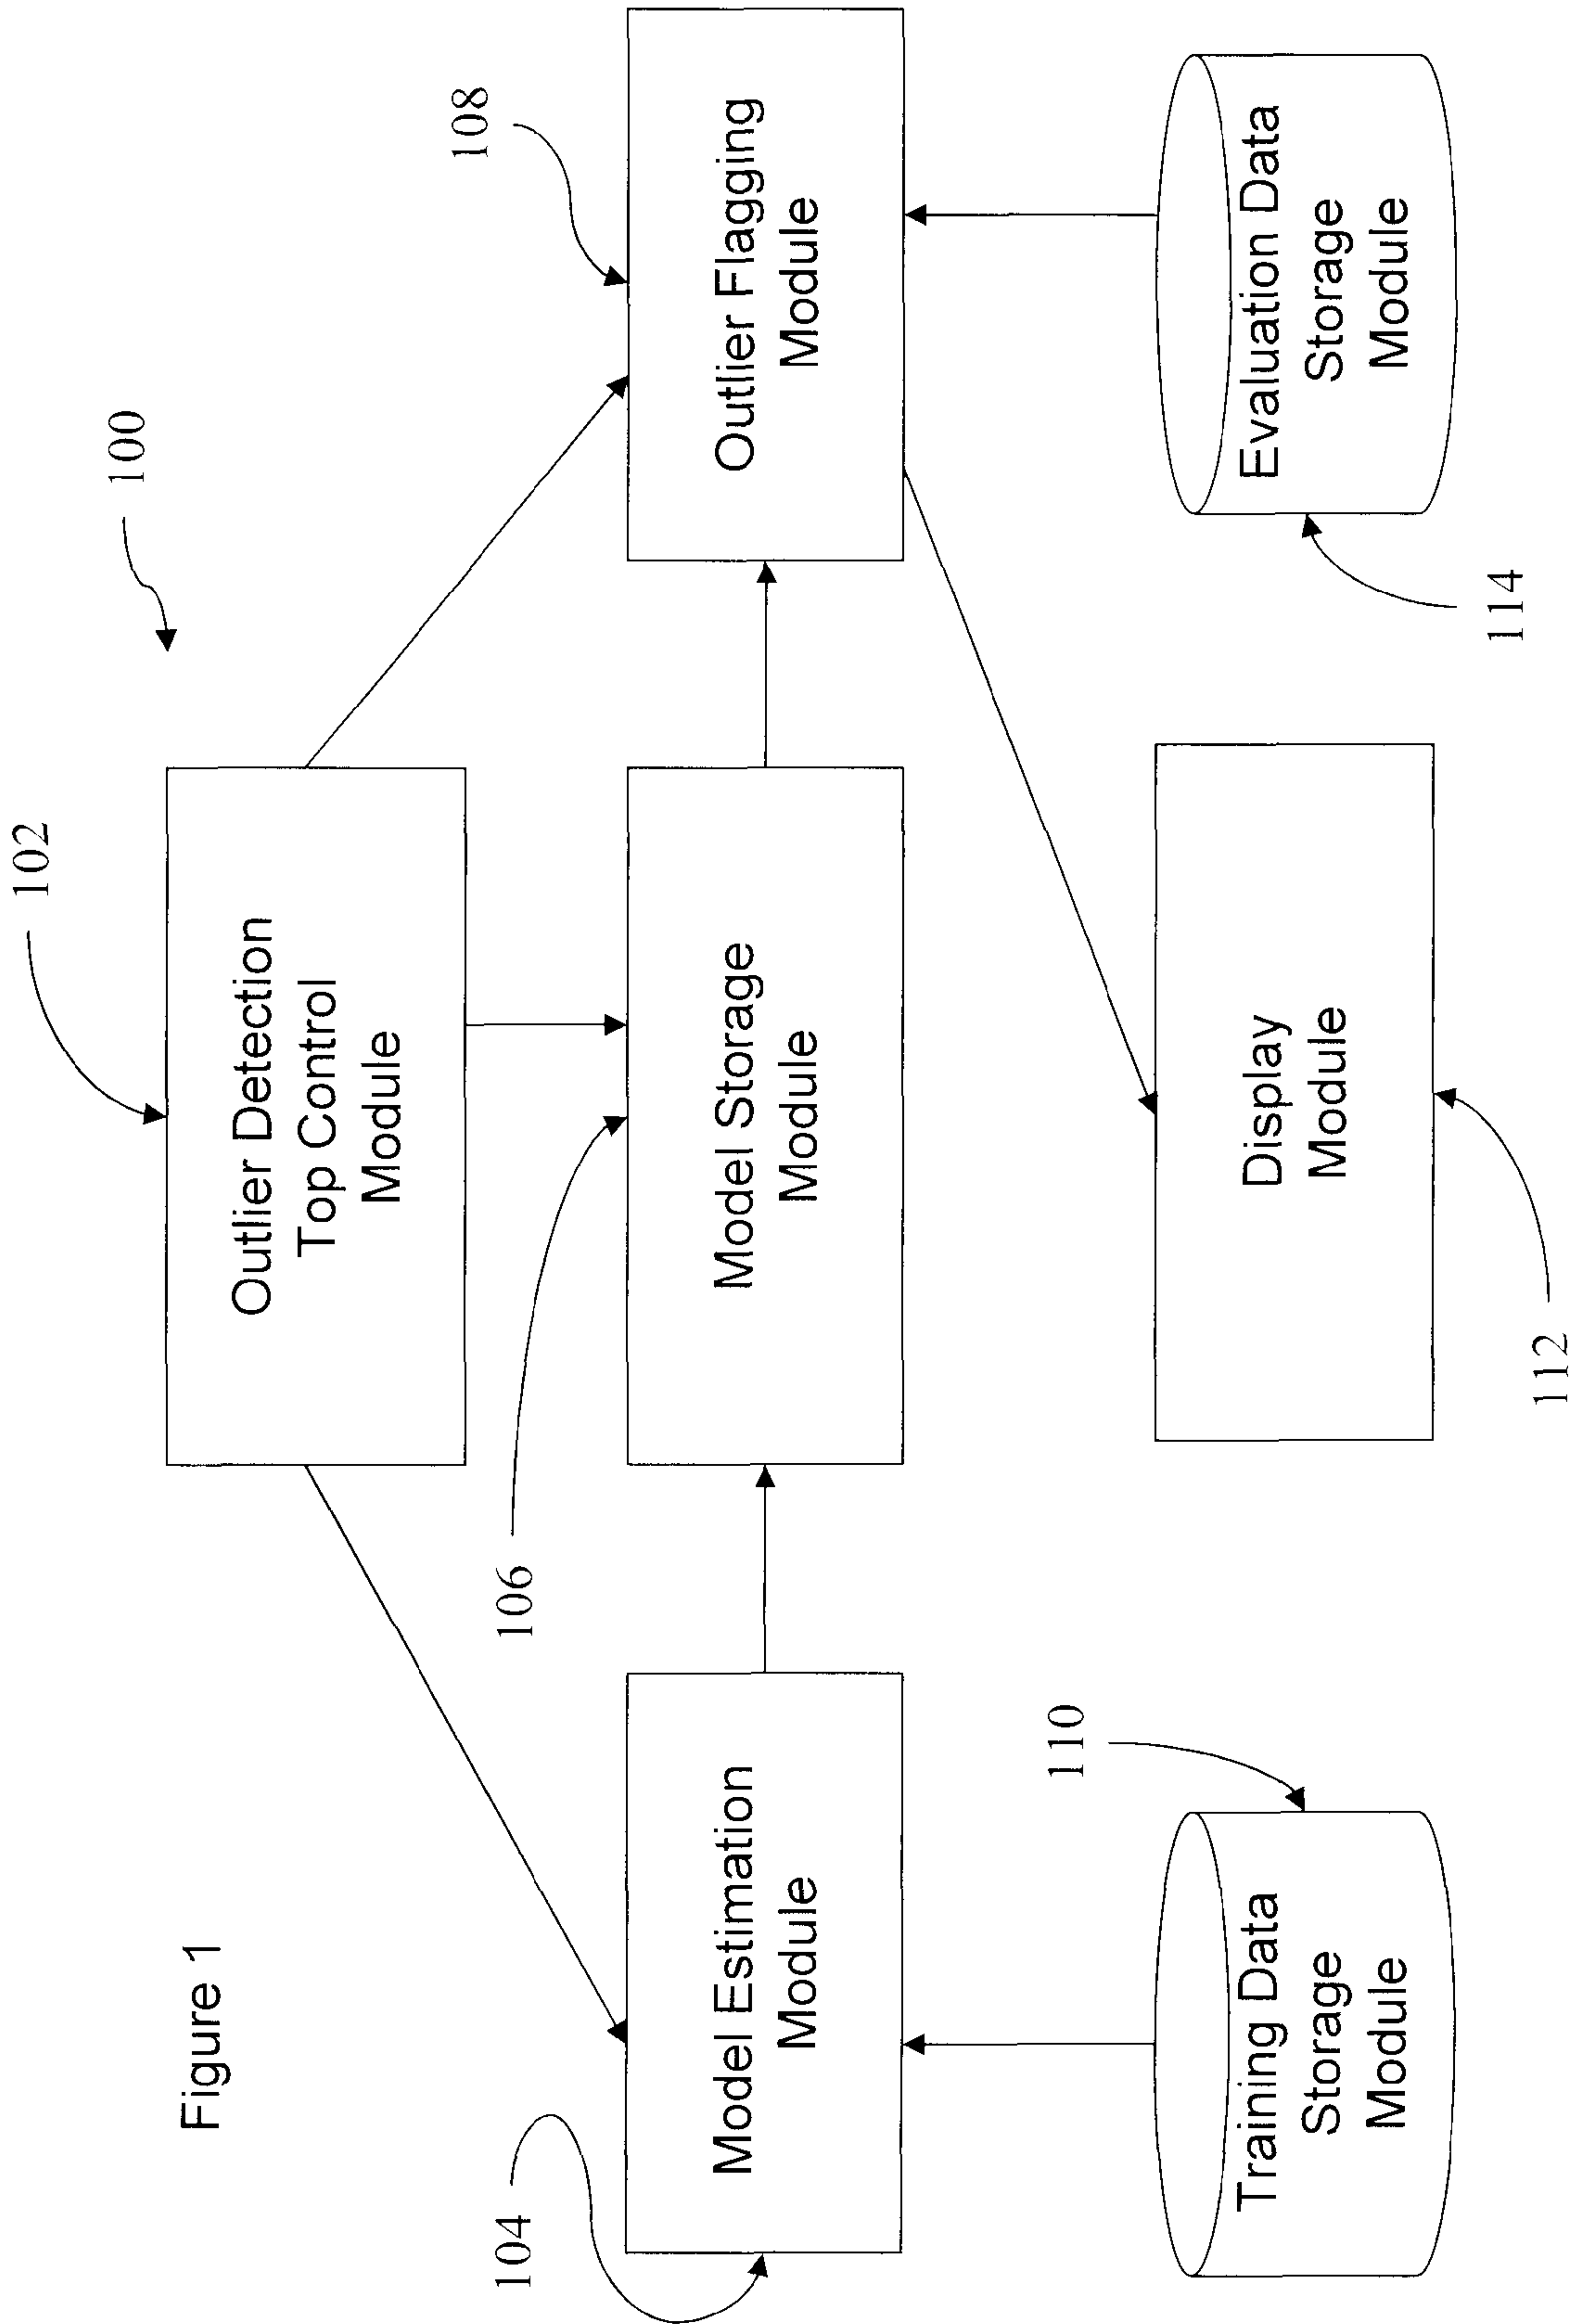 Figure 1
100
102
Outlier Detection
Top Control
Module
104
106
108
Model Estimation
Module
Model Storage
Module
Outlier Flagging
Module
110
Training Data
Storage
Module
Display
Module
Evaluation Data
Storage
Module
112
114